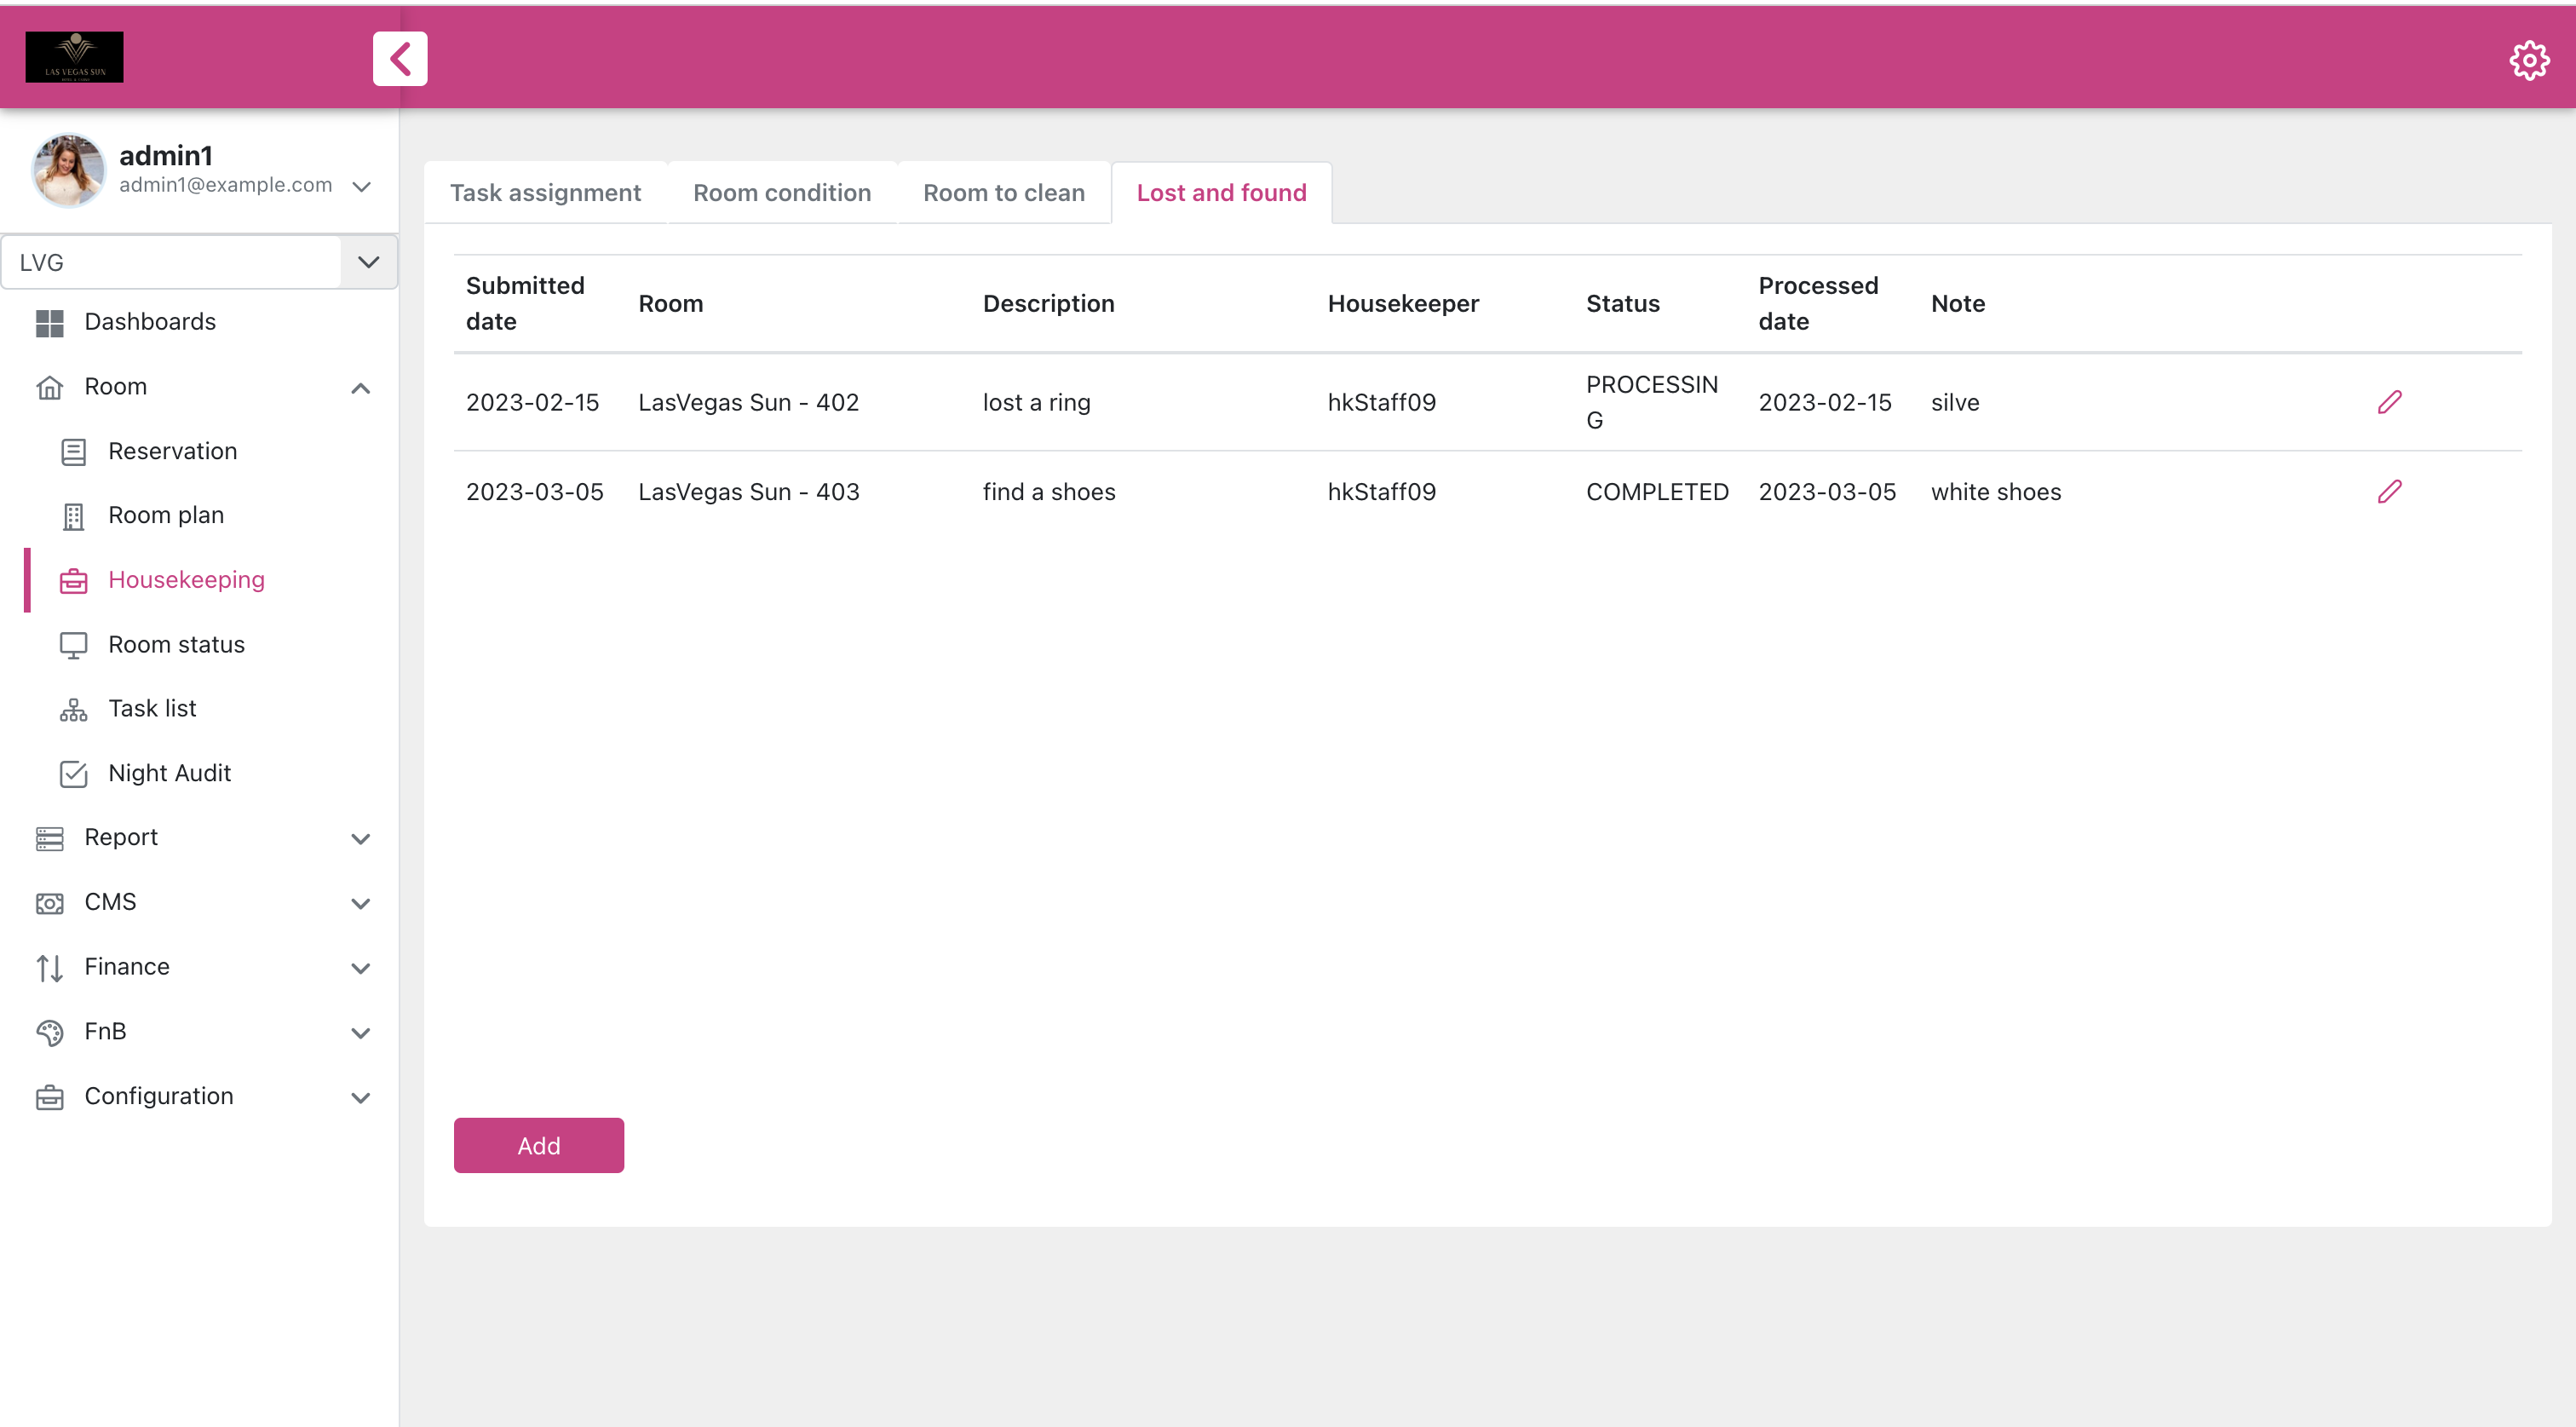 LAS VEGAS SUN
admin1
admin1@example.com
LVG
Dashboards
Room
Reservation
Room plan
Housekeeping
Room status
Task list
Night Audit
Report
CMS
Finance
FnB
Configuration
Task assignment
Room condition
Room to clean
Lost and found
Submitted date
Room
Description
Housekeeper
Status
Processed date
Note
2023-02-15
LasVegas Sun - 402
lost a ring
hkStaff09
PROCESSIN
G
2023-02-15
silve
2023-03-05
LasVegas Sun - 403
find a shoes
hkStaff09
COMPLETED
2023-03-05
white shoes
Add